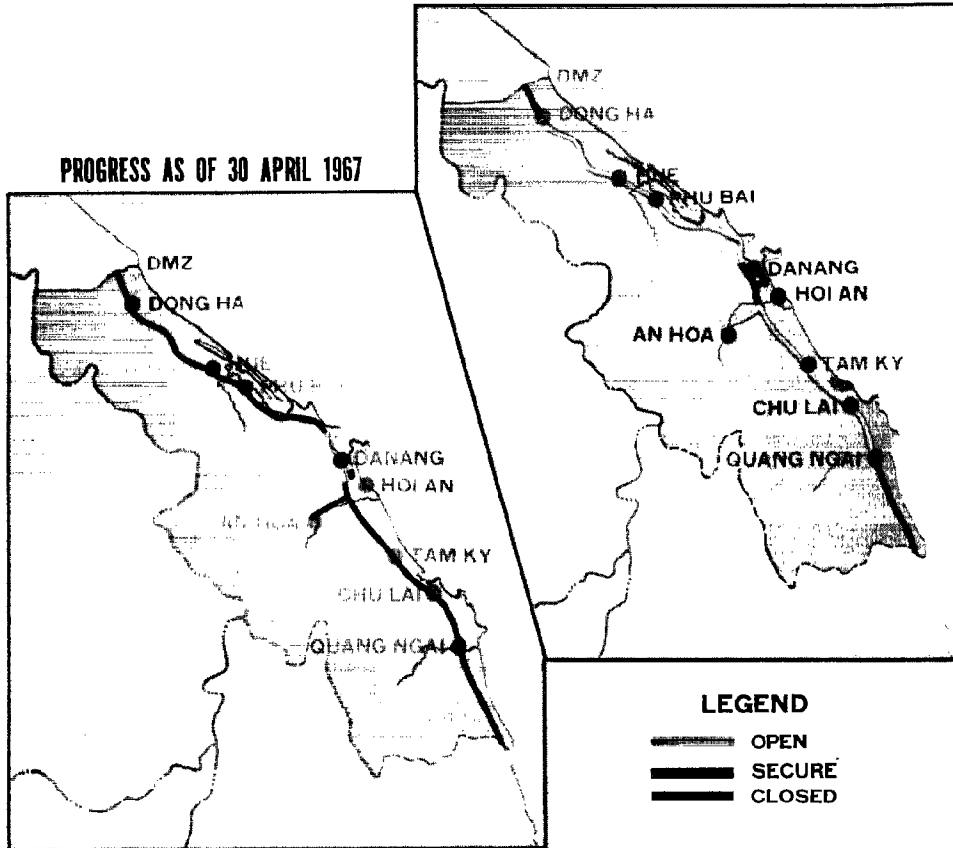 PROGRESS AS OF 30 APRIL 1967
DMZ
DONG HA
DANANG
HOI AN
TAM KY
CHU LAI
QUANG NGAI
DMZ
DONG HA
HUE
PHU BAI
DANANG
HOI AN
AN HOA
TAM KY
CHU LAI
QUANG NGAI
LEGEND
OPEN
SECURE
CLOSED